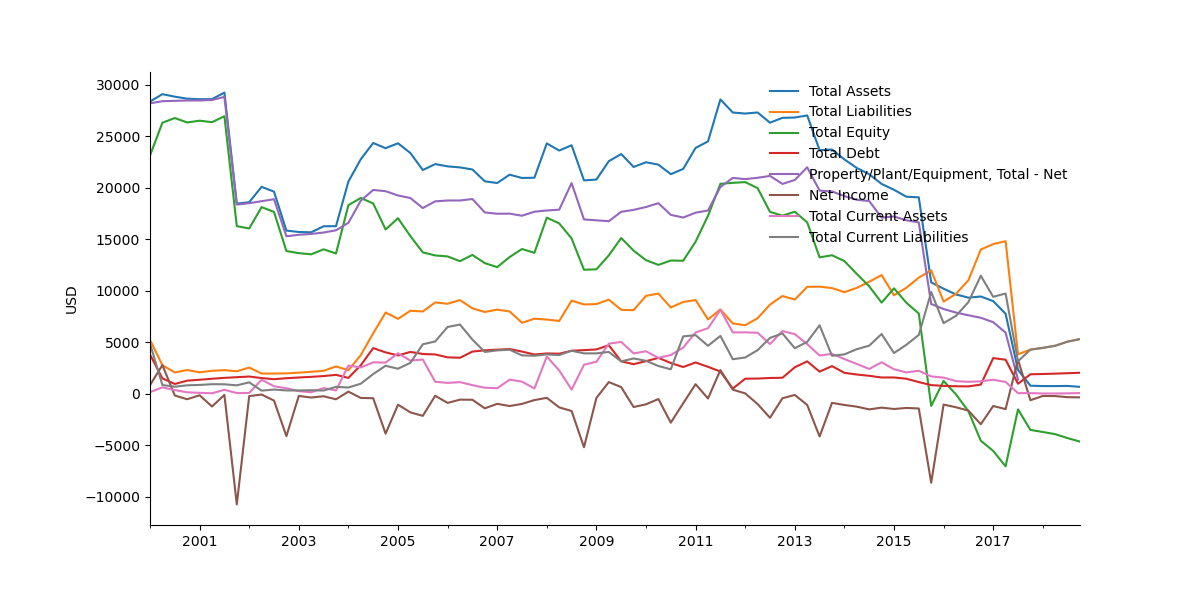 30000
25000
20000
15000
10000
5000
0
−5000
−10000
USD
2001
2003
2005
2007
2009
2011
2013
2015
2017
Total Assets
Total Liabilities
Total Equity
Total Debt
Property/Plant/Equipment, Total - Net
Net Income
Total Current Assets
Total Current Liabilities